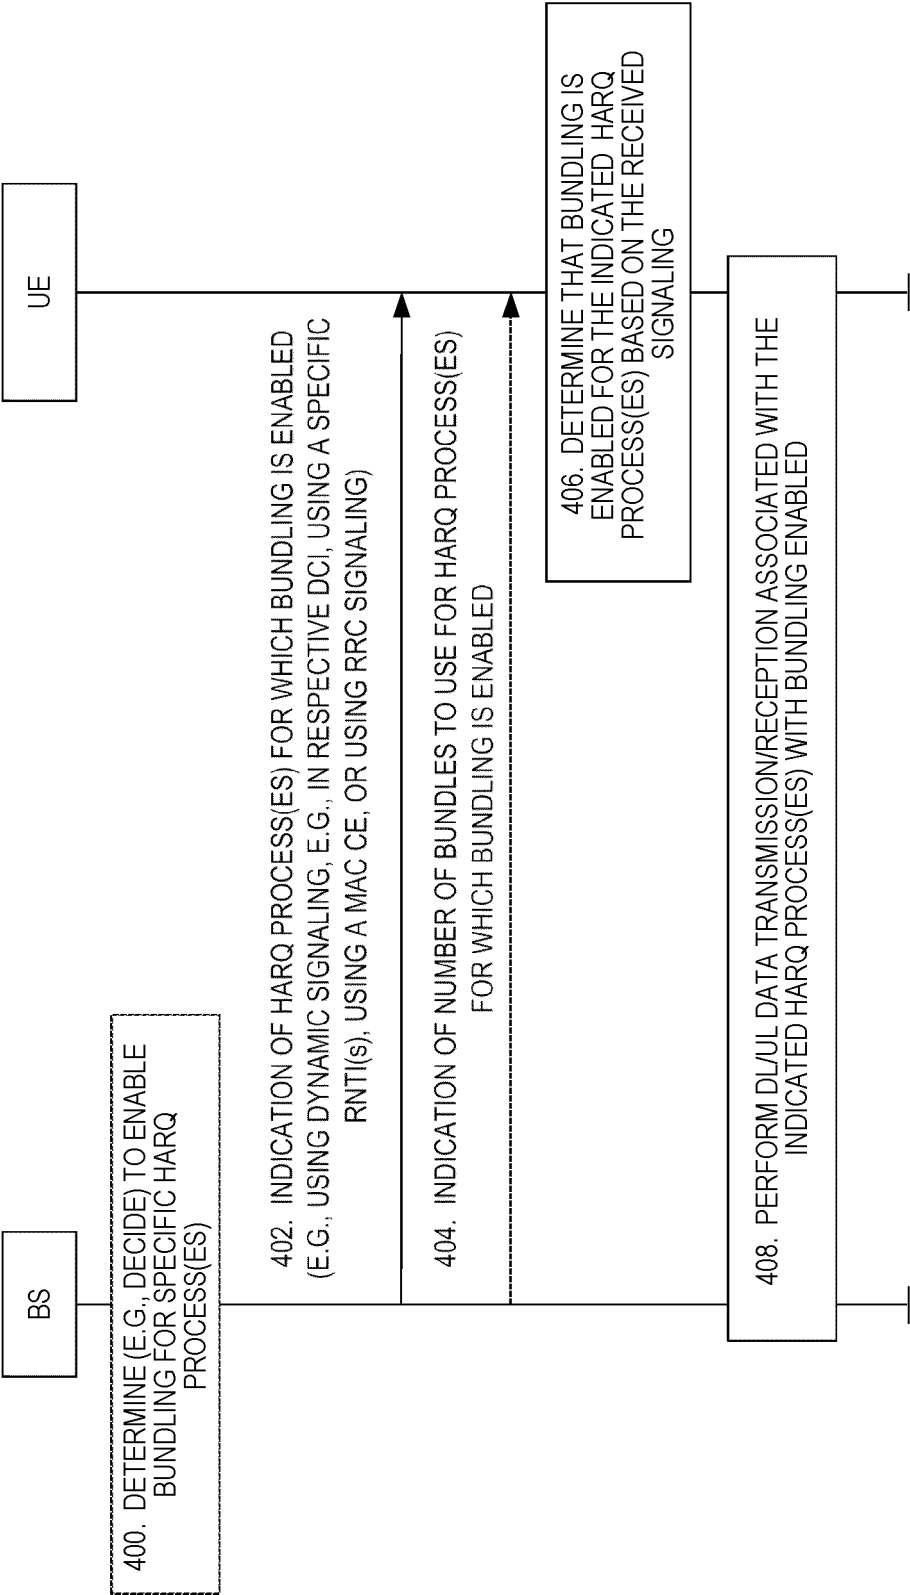 BS
UE
400. DETERMINE (E.G., DECIDE) TO ENABLE
BUNDLING FOR SPECIFIC HARQ
PROCESS(ES)
402. INDICATION OF HARQ PROCESS(ES) FOR WHICH BUNDLING IS ENABLED
(E.G., USING DYNAMIC SIGNALING, E.G., IN RESPECTIVE DCI, USING A SPECIFIC
RNTI(s), USING A MAC CE, OR USING RRC SIGNALING)
404. INDICATION OF NUMBER OF BUNDLES TO USE FOR HARQ PROCESS(ES)
FOR WHICH BUNDLING IS ENABLED
406. DETERMINE THAT BUNDLING IS
ENABLED FOR THE INDICATED HARQ
PROCESS(ES) BASED ON THE RECEIVED
SIGNALING
408. PERFORM DL/UL DATA TRANSMISSION/RECEPTION ASSOCIATED WITH THE
INDICATED HARQ PROCESS(ES) WITH BUNDLING ENABLED